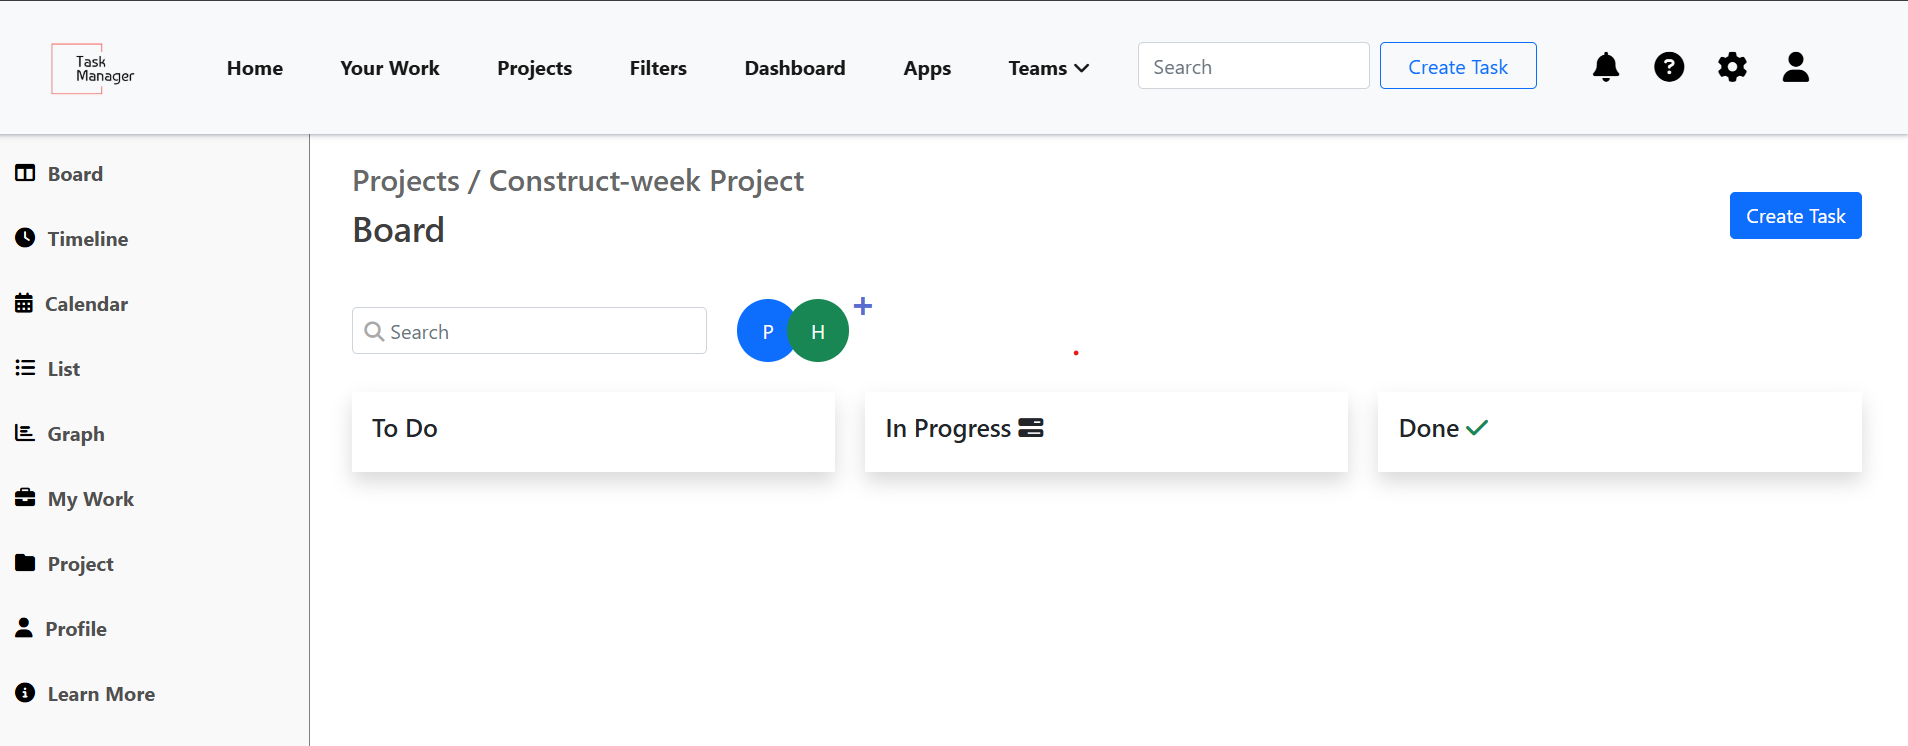 Task
Manager
Home
Your Work
Projects
Filters
Dashboard
Apps
Teams
Search
Create Task
Board
Timeline
Calendar
List
Graph
My Work
Project
Profile
Learn More
Projects / Construct-week Project
Board
Create Task
Search
P
H
To Do
In Progress
Done